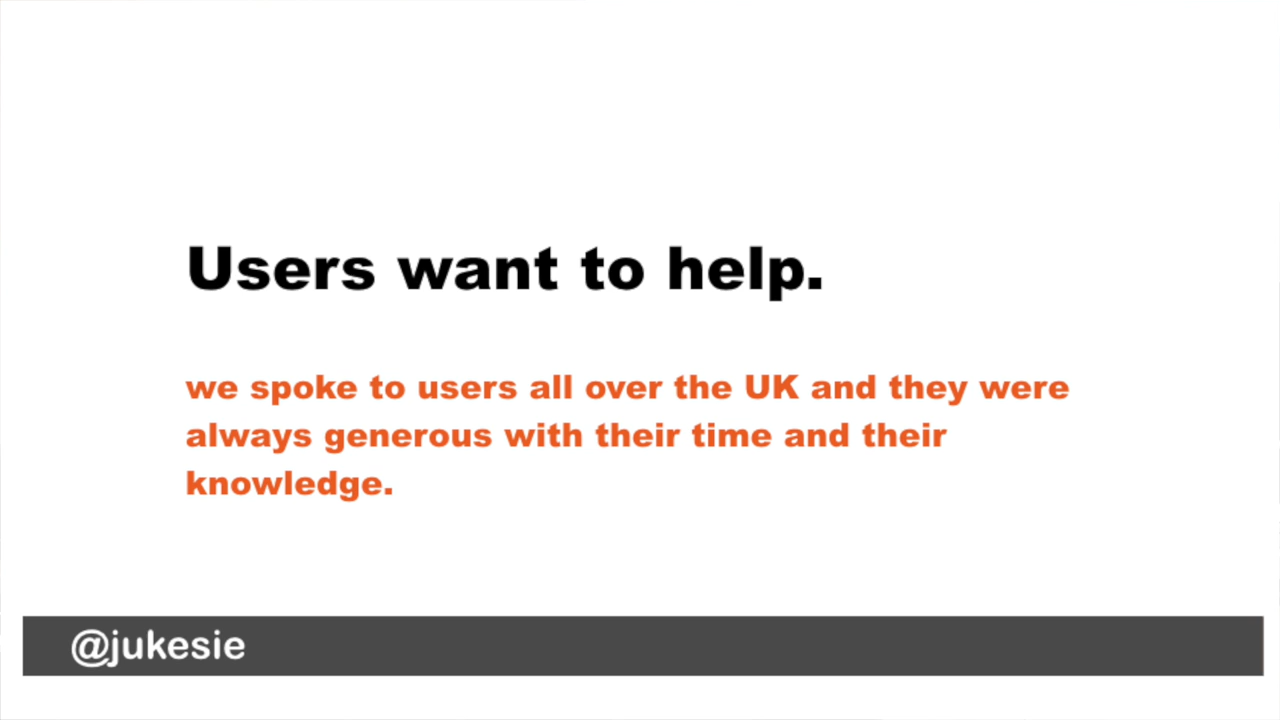 Users want to help.
we spoke to users all over the UK and they were
always generous with their time and their
knowledge.
@jukesie